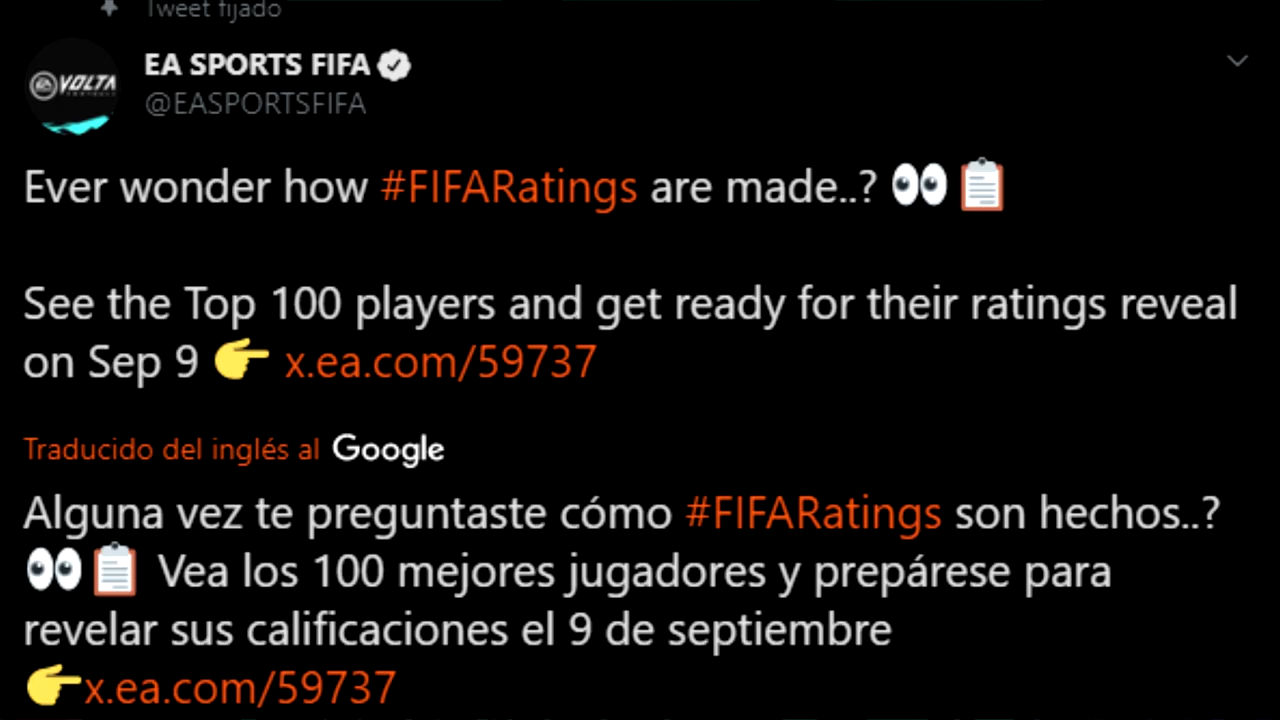 Tweet fijado
EA SPORTS FIFA
@EASPORTSFIFA
EA VOLTA
FOOTBALL
Ever wonder how #FIFARatings are made..? 👀📋
See the Top 100 players and get ready for their ratings reveal
on Sep 9 👉 x.ea.com/59737
Traducido del inglés al Google
Alguna vez te preguntaste cómo #FIFARatings son hechos..?
👀📋 Vea los 100 mejores jugadores y prepárese para
revelar sus calificaciones el 9 de septiembre
👉x.ea.com/59737